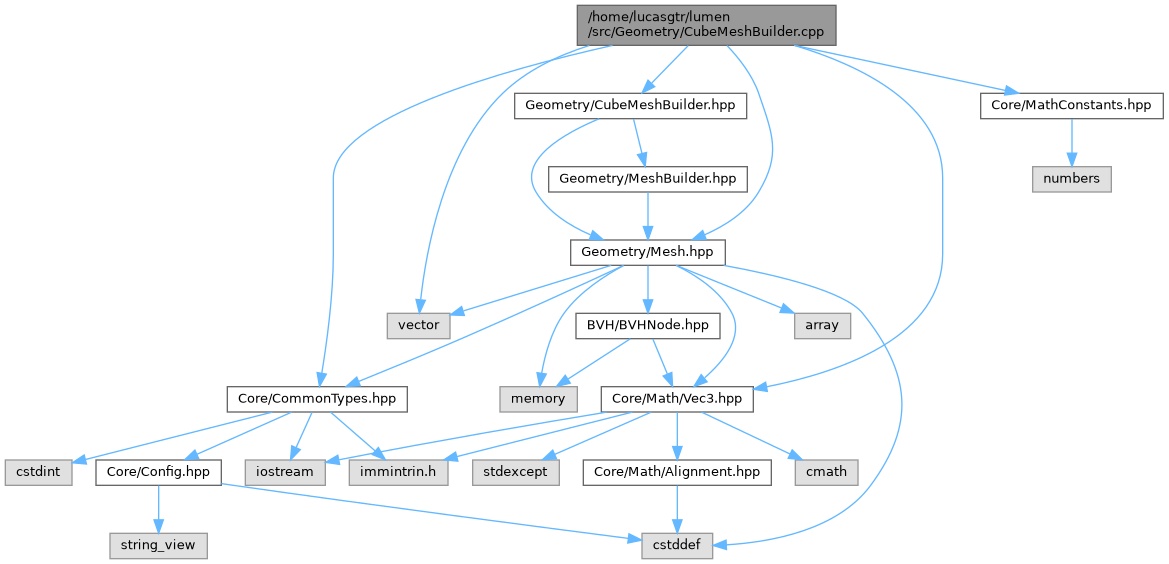 /home/lucasgtr/lumen
/src/Geometry/CubeMeshBuilder.cpp
Geometry/CubeMeshBuilder.hpp
Core/MathConstants.hpp
Geometry/MeshBuilder.hpp
numbers
Geometry/Mesh.hpp
vector
BVH/BVHNode.hpp
array
Core/CommonTypes.hpp
memory
Core/Math/Vec3.hpp
cstdint
Core/Config.hpp
iostream
immintrin.h
stdexcept
Core/Math/Alignment.hpp
cmath
string_view
cstddef